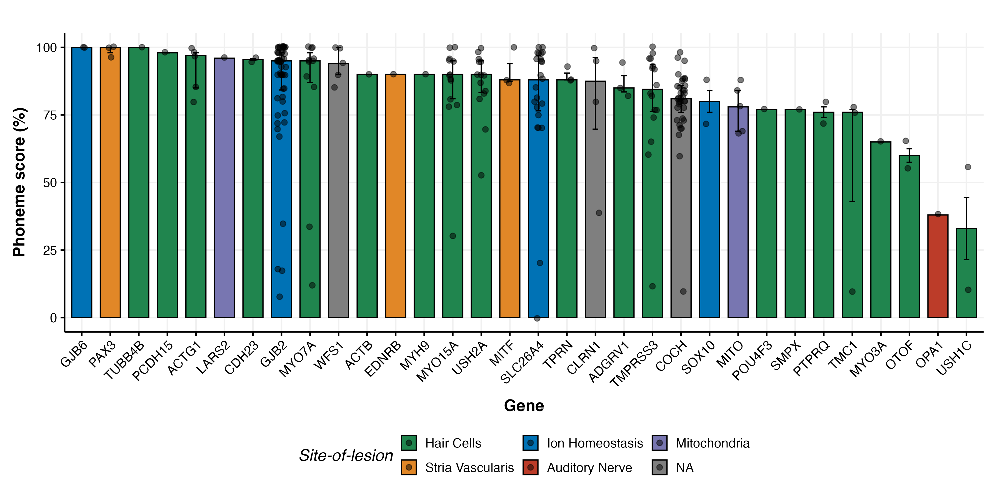 Phoneme score (%)
100
75
50
25
0
GJB6
PAX3
TUBB4B
PCDH15
ACTG1
LARS2
CDH23
GJB2
MYO7A
WFS1
ACTB
EDNRB
MYH9
MYO15A
USH2A
MITF
SLC26A4
TPRN
CLRN1
ADGRV1
TMPRSS3
COCH
SOX10
MITO
POU4F3
SMPX
PTPRQ
TMC1
MYO3A
OTOF
OPA1
USH1C
Gene
Site-of-lesion
Hair Cells
Ion Homeostasis
Mitochondria
Stria Vascularis
Auditory Nerve
NA